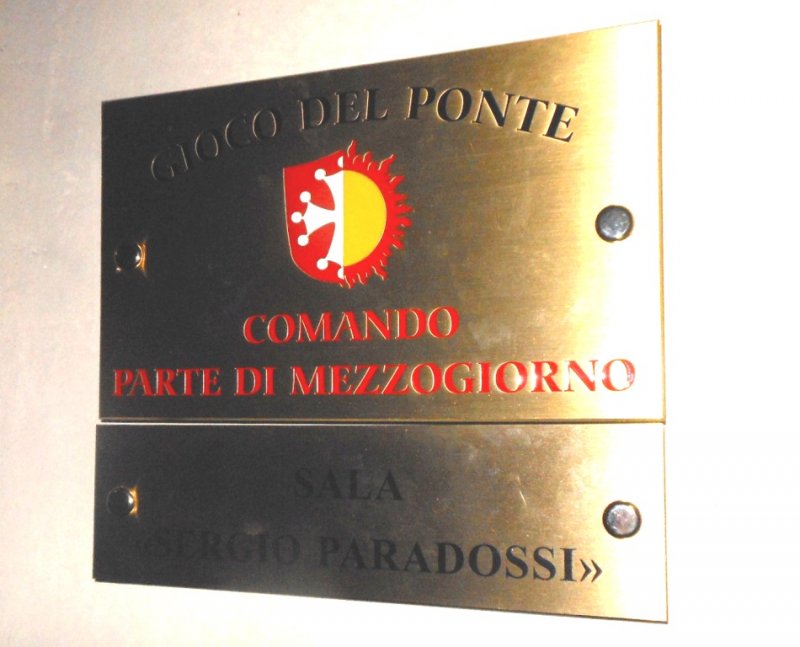 GIOCO DEL PONTE
COMANDO
PARTE DI MEZZOGIORNO
SALA
«SERGIO PARADOSSI»